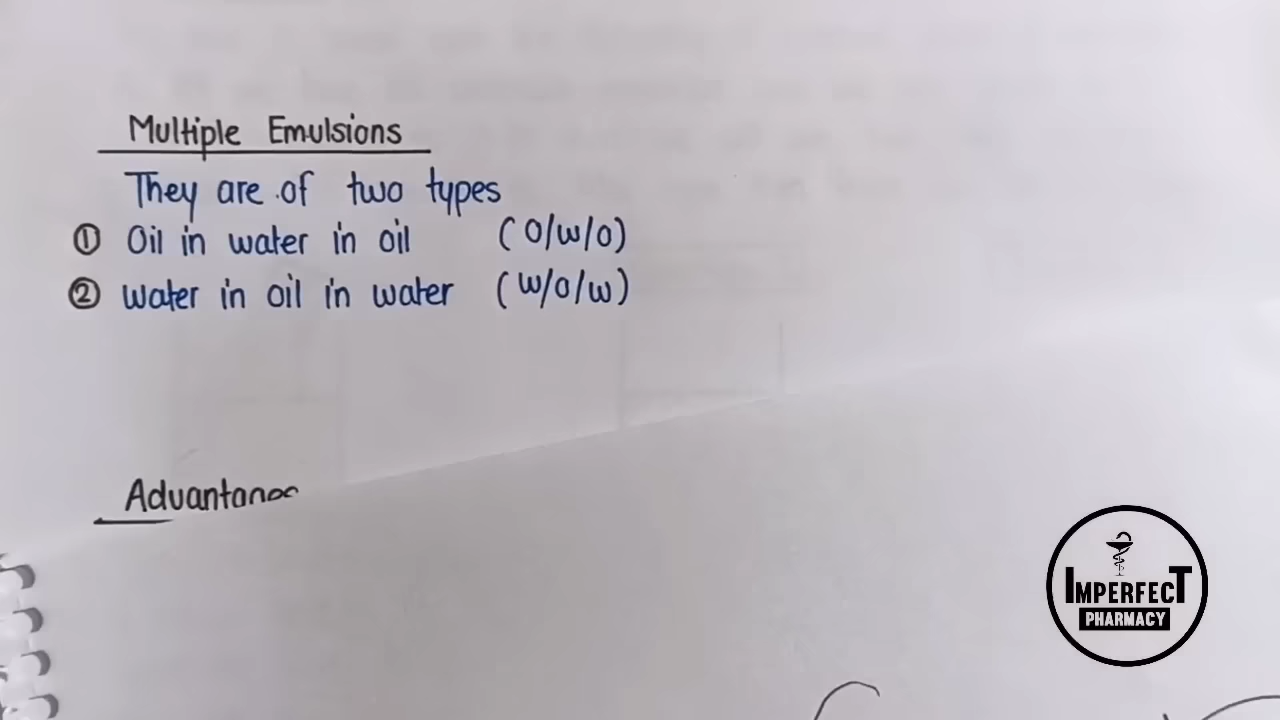 Multiple Emulsions
They are of two types
① Oil in water in oil (O/W/O)
② Water in oil in water (W/O/W)
IMPERFECT
PHARMACY